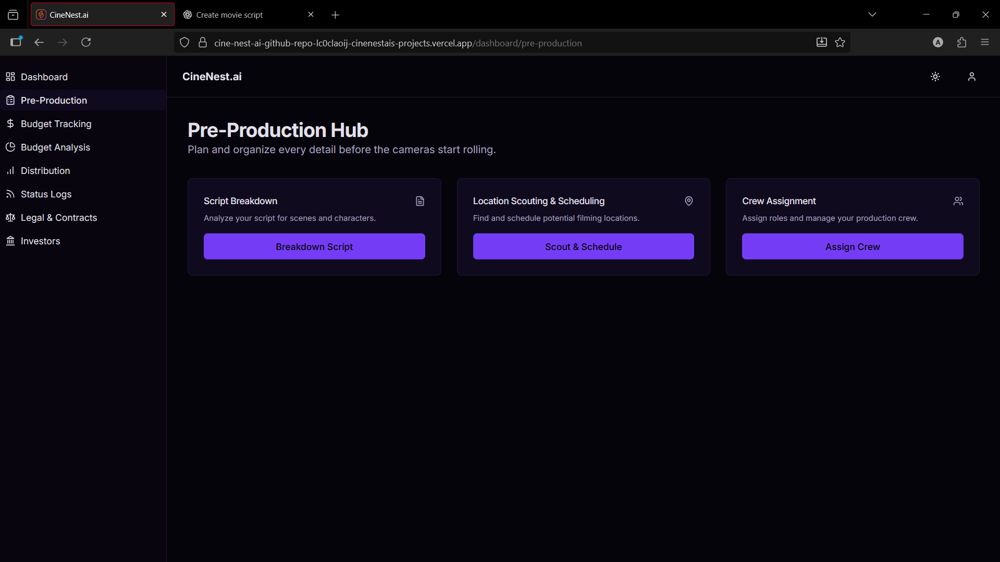 CineNest.ai
Create movie script
cine-nest-ai-github-repo-lc0claoij-cinenestais-projects.vercel.app/dashboard/pre-production
A
Dashboard
Pre-Production
Budget Tracking
Budget Analysis
Distribution
Status Logs
Legal & Contracts
Investors
CineNest.ai
Pre-Production Hub
Plan and organize every detail before the cameras start rolling.
Script Breakdown
Analyze your script for scenes and characters.
Breakdown Script
Location Scouting & Scheduling
Find and schedule potential filming locations.
Scout & Schedule
Crew Assignment
Assign roles and manage your production crew.
Assign Crew